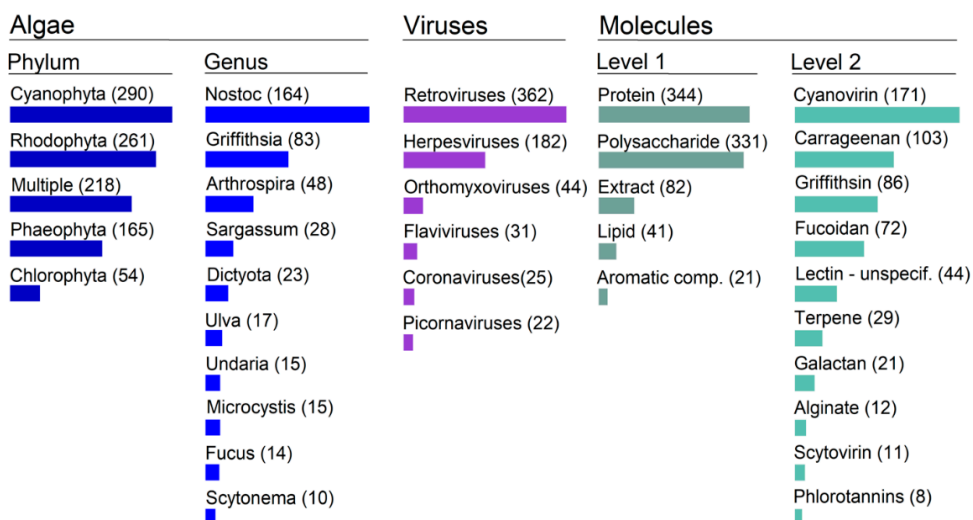 Algae
Phylum
Cyanophyta (290)
Rhodophyta (261)
Multiple (218)
Phaeophyta (165)
Chlorophyta (54)
Genus
Nostoc (164)
Griffithsia (83)
Arthrospira (48)
Sargassum (28)
Dictyota (23)
Ulva (17)
Undaria (15)
Microcystis (15)
Fucus (14)
Scytonema (10)
Viruses
Retroviruses (362)
Herpesviruses (182)
Orthomyxoviruses (44)
Flaviviruses (31)
Coronaviruses(25)
Picornaviruses (22)
Molecules
Level 1
Protein (344)
Polysaccharide (331)
Extract (82)
Lipid (41)
Aromatic comp. (21)
Level 2
Cyanovirin (171)
Carrageenan (103)
Griffithsin (86)
Fucoidan (72)
Lectin - unspecif. (44)
Terpene (29)
Galactan (21)
Alginate (12)
Scytovirin (11)
Phlorotannins (8)